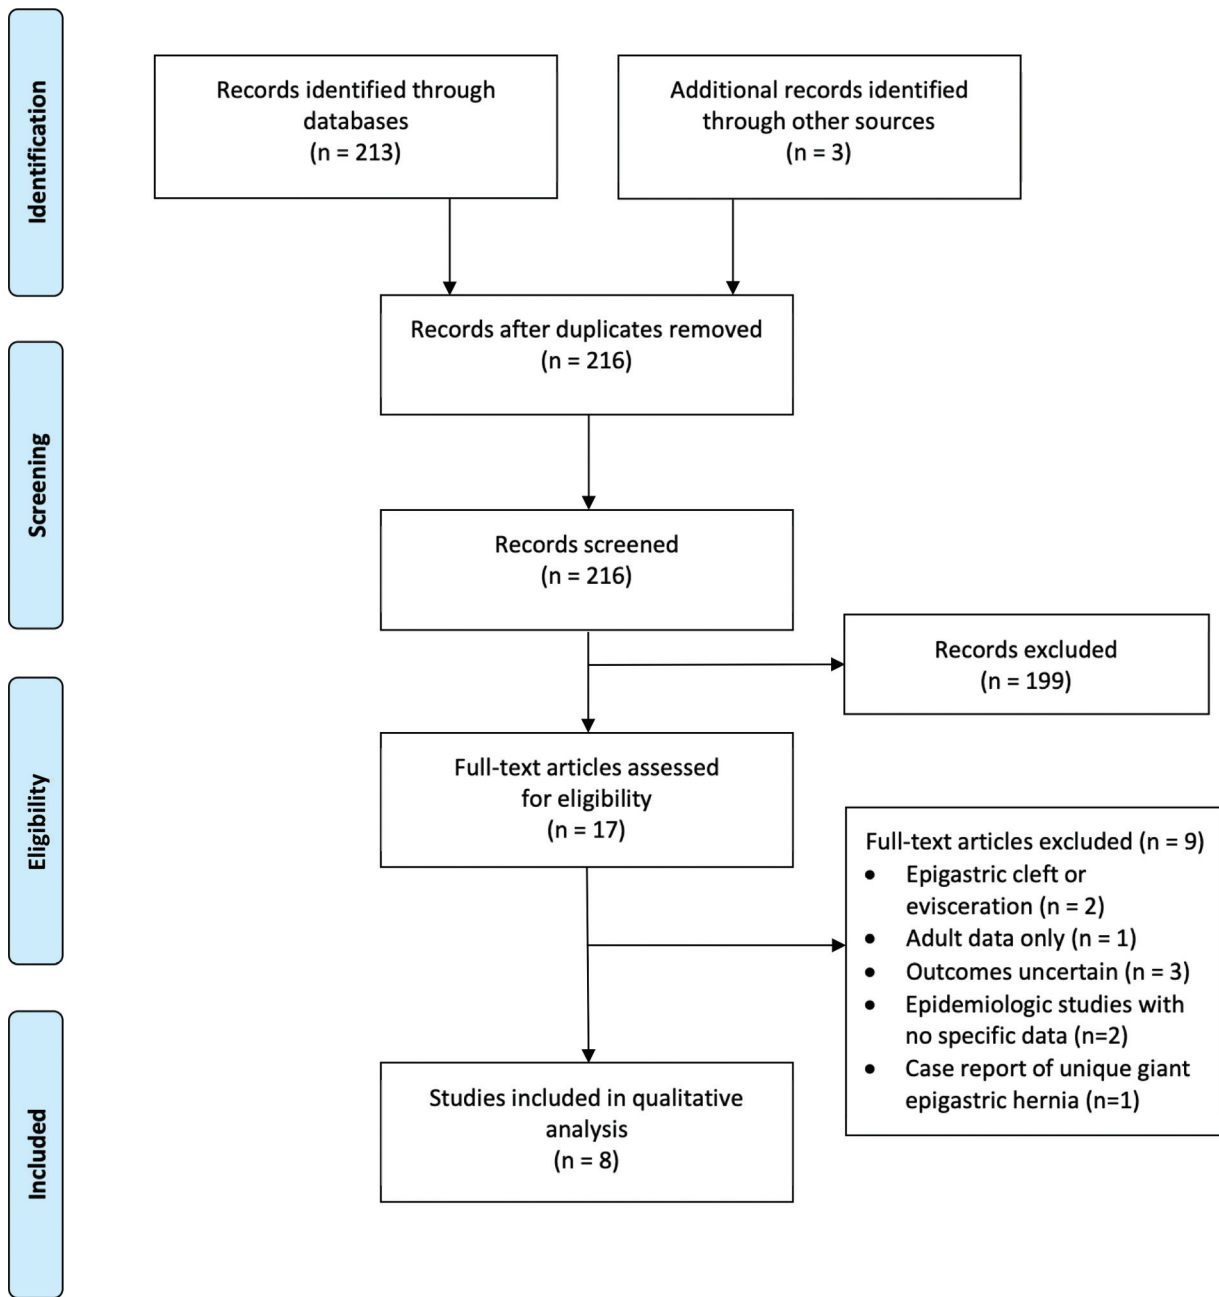 Identification
Records identified through
databases
(n = 213)
Additional records identified
through other sources
(n = 3)
Records after duplicates removed
(n = 216)
Screening
Records screened
(n = 216)
Records excluded
(n = 199)
Eligibility
Full-text articles assessed
for eligibility
(n = 17)
Full-text articles excluded (n = 9)
• Epigastric cleft or
evisceration (n = 2)
• Adult data only (n = 1)
• Outcomes uncertain (n = 3)
• Epidemiologic studies with
no specific data (n=2)
• Case report of unique giant
epigastric hernia (n=1)
Included
Studies included in qualitative
analysis
(n = 8)